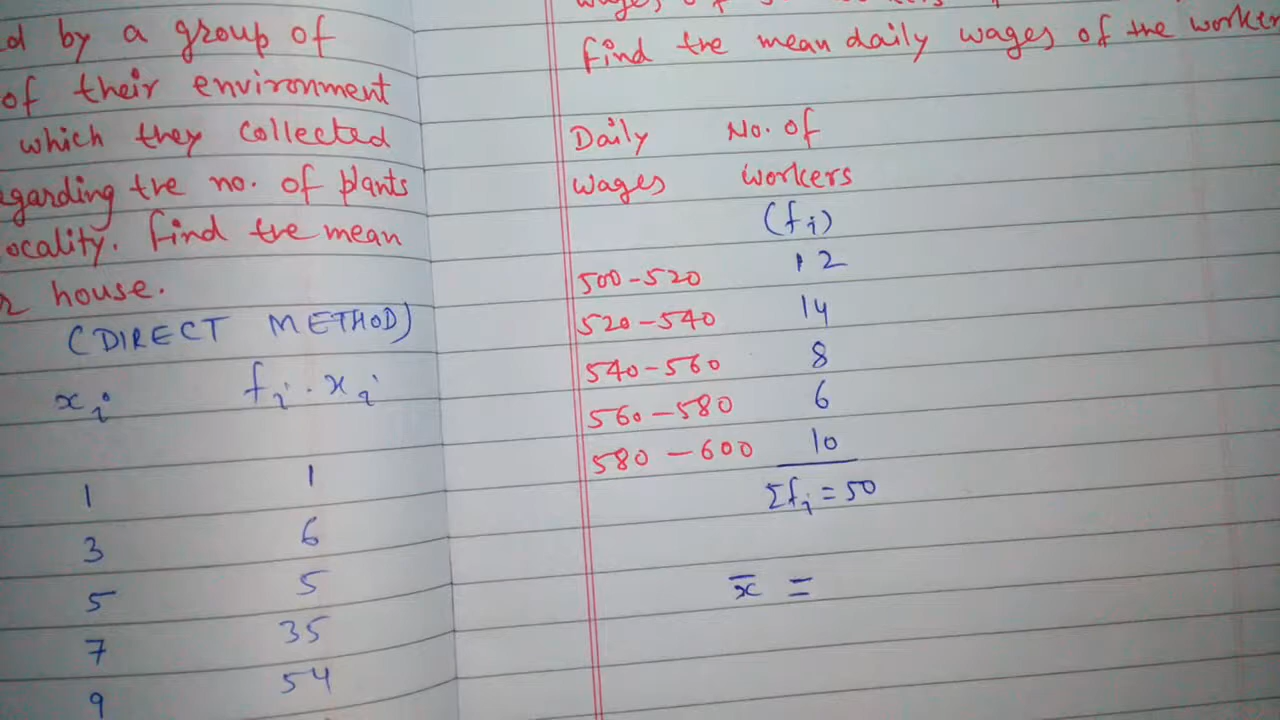 d by a group of
of their environment
which they collected
garding the no. of plants
ocality. find the mean
house.
(DIRECT METHOD)
xi fi.xi
1 1
3 6
5 5
7 35
9 54
find the mean daily wages of the worker
Daily No. of
wages workers
(fi)
500-520 12
520-540 14
540-560 8
560-580 6
580-600 10
Σfi=50
x̄ =